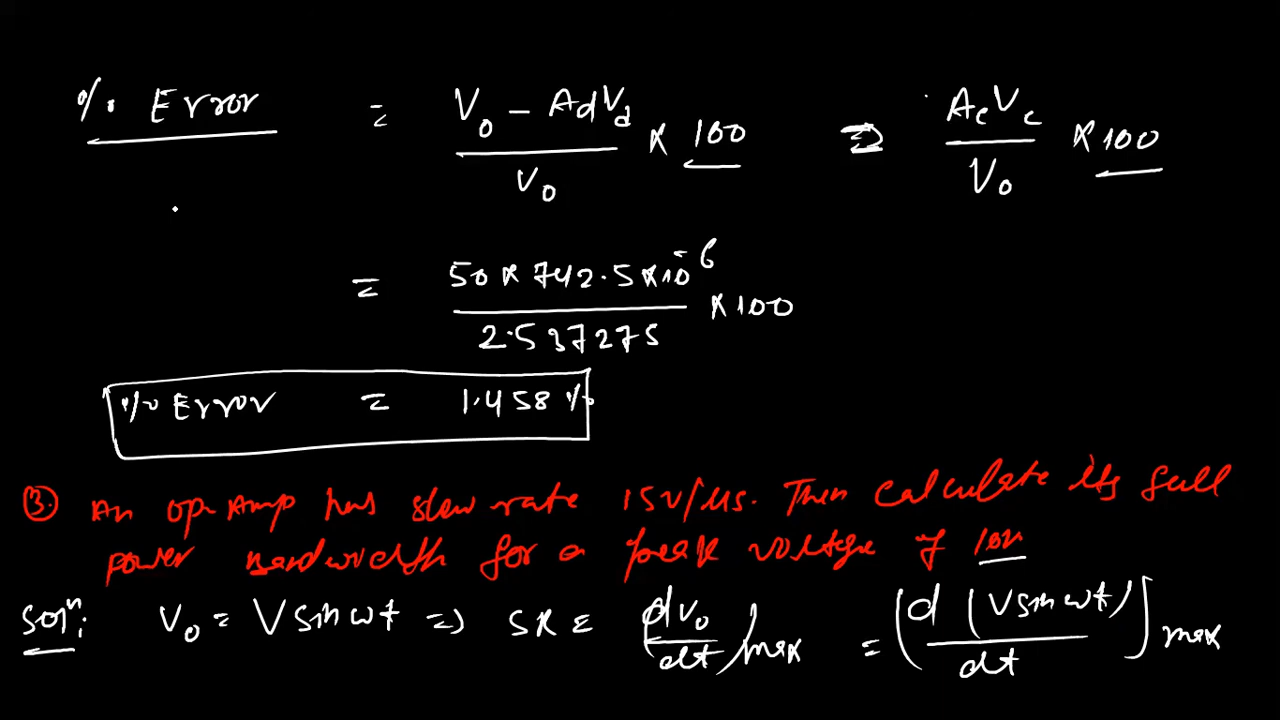 % Error = V₀ - AdVd / V₀ × 100 ⇒ AcVc / V₀ × 100
= 50 × 742.5 × 10⁻⁶ / 2.537275 × 100
% Error = 1.458 %
③. An op-Amp has slew rate 15V/μs. Then calculate its full
power bandwidth for a peak voltage of 10V
Solⁿ: V₀ = V sin ωt ⇒ SR = dV₀/dt)max = (d (V sin ωt) / dt)max